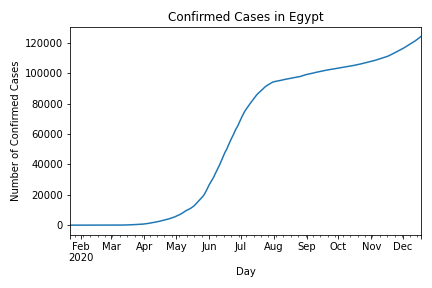 Confirmed Cases in Egypt
Number of Confirmed Cases
120000
100000
80000
60000
40000
20000
0
Feb Mar Apr May Jun Jul Aug Sep Oct Nov Dec
2020
Day